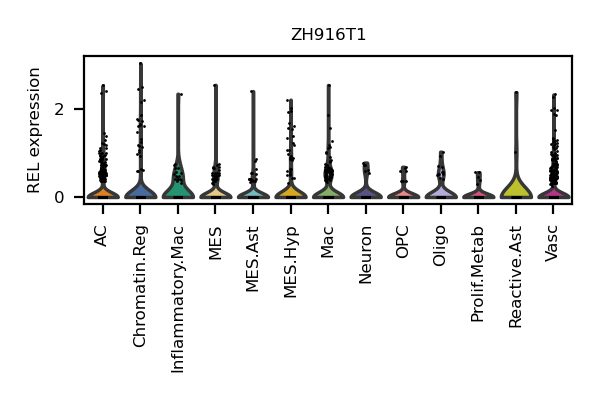 ZH916T1
REL expression
2
0
AC
Chromatin.Reg
Inflammatory.Mac
MES
MES.Ast
MES.Hyp
Mac
Neuron
OPC
Oligo
Prolif.Metab
Reactive.Ast
Vasc